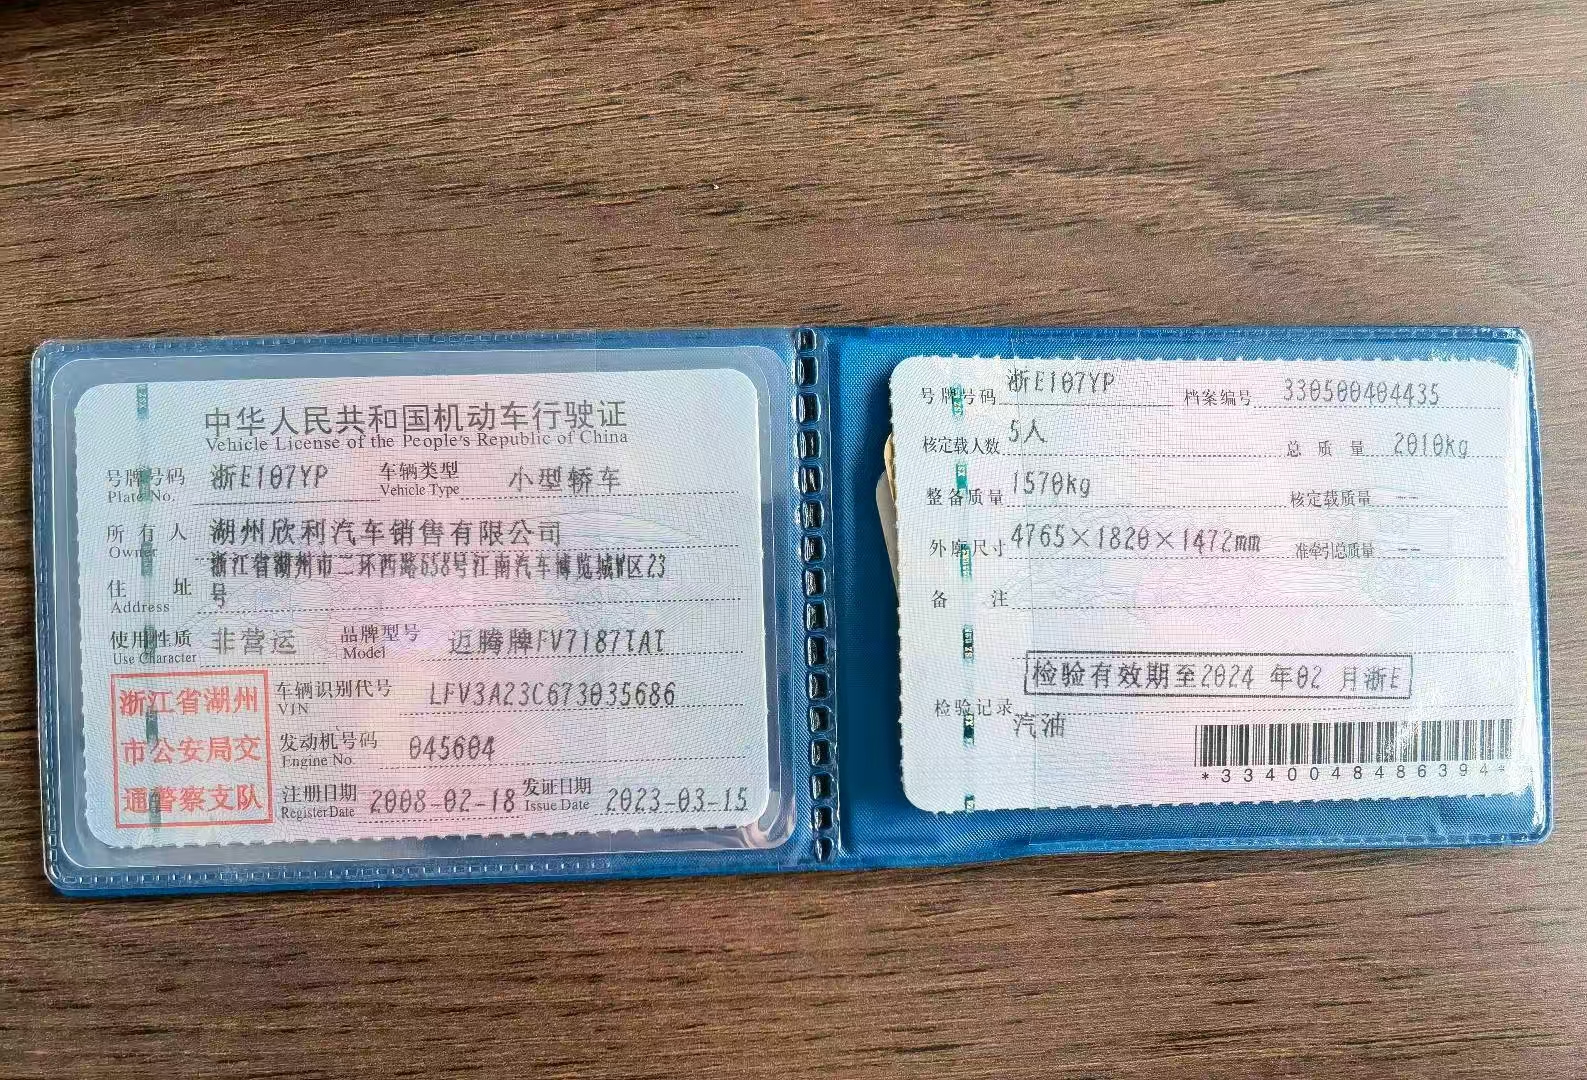 中华人民共和国机动车行驶证
Vehicle License of the People's Republic of China
号牌号码 浙E107YP 车辆类型 小型轿车
Plate No. Vehicle Type
所有人 湖州欣利汽车销售有限公司
Owner
住址 浙江省湖州市二环西路658号江南汽车博览城W区23
号
Address
使用性质 非营运 品牌型号 迈腾牌FV7187TAT
Use Character Model
浙江省湖州
市公安局交
通警察支队
车辆识别代号 LFV3A23C673035686
VIN
发动机号码 045604
Engine No.
注册日期 2008-02-18 发证日期 2023-03-15
Register Date Issue Date
号牌号码 浙E107YP 档案编号 330500404435
核定载人数 5人 总质量 2010kg
整备质量 1570kg 核定载质量 --
外廓尺寸 4765×1820×1472mm 准牵引总质量 --
备注
检验有效期至2024年02月浙E
检验记录
汽油
*3340048486394*